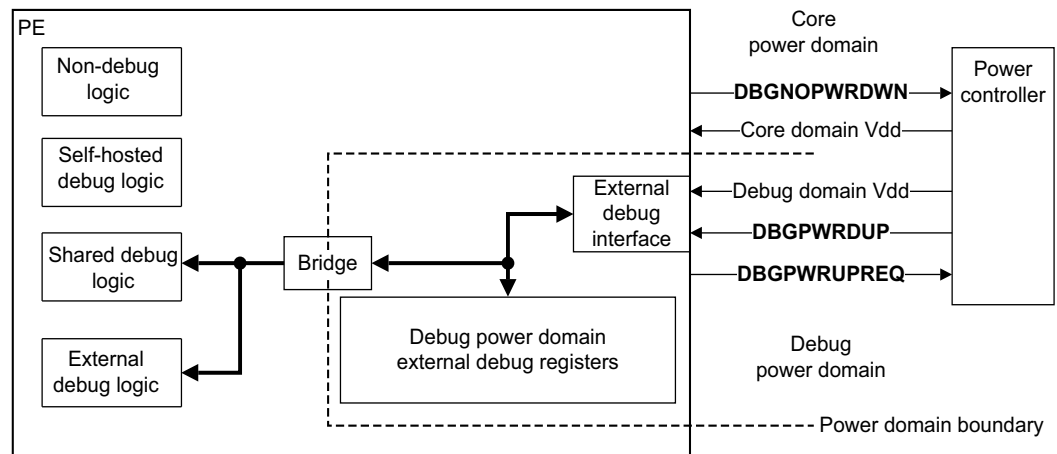 PE
Non-debug
logic
Self-hosted
debug logic
Shared debug
logic
External
debug logic
Bridge
External
debug
interface
Debug power domain
external debug registers
Core
power domain
DBGNOPWRDWN
Core domain Vdd
Debug domain Vdd
DBGPWRDUP
DBGPWRUPREQ
Debug
power domain
Power domain boundary
Power
controller